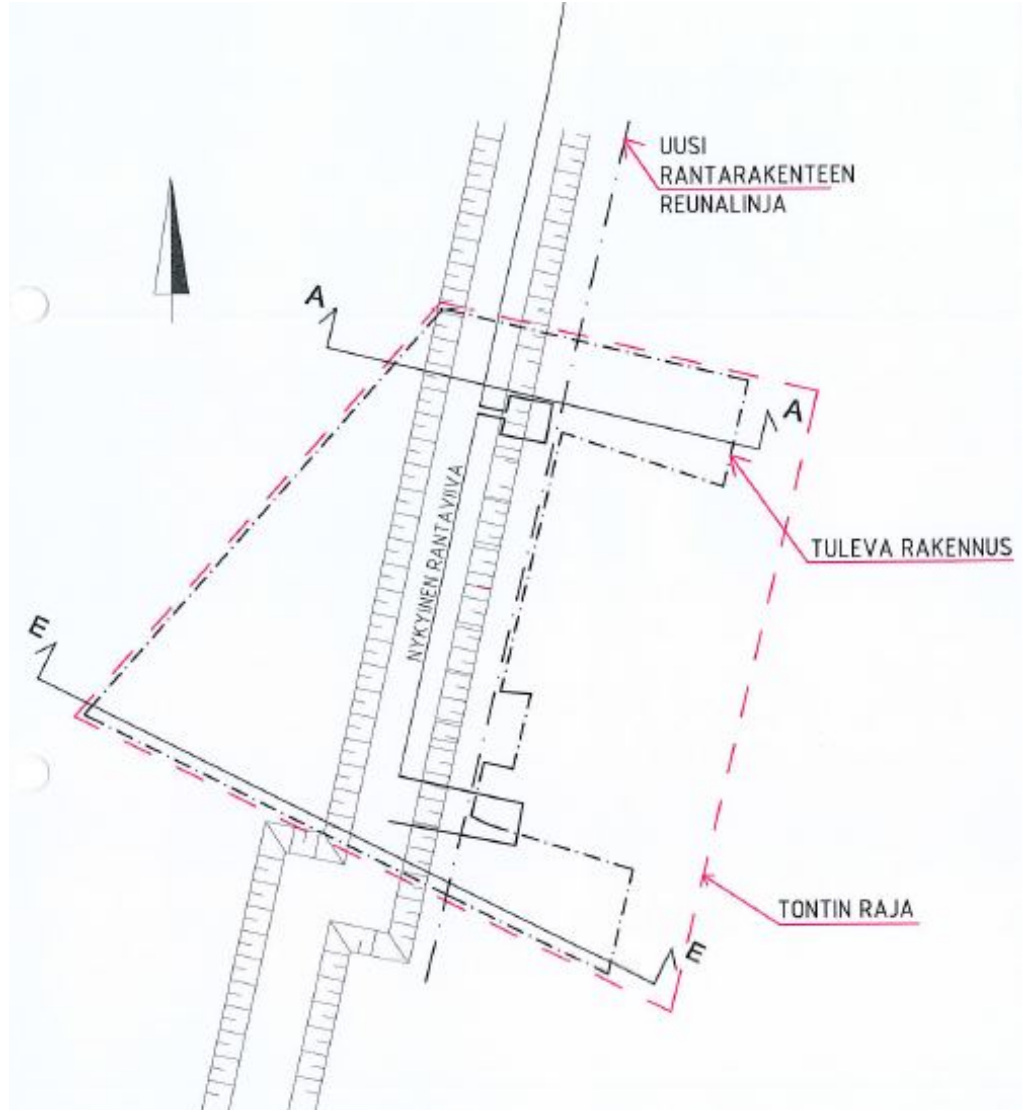 UUSI
RANTARAKENTEEN
REUNALINJA
A
A
NYKYINEN RANTAVIIVA
TULEVA RAKENNUS
E
TONTIN RAJA
E